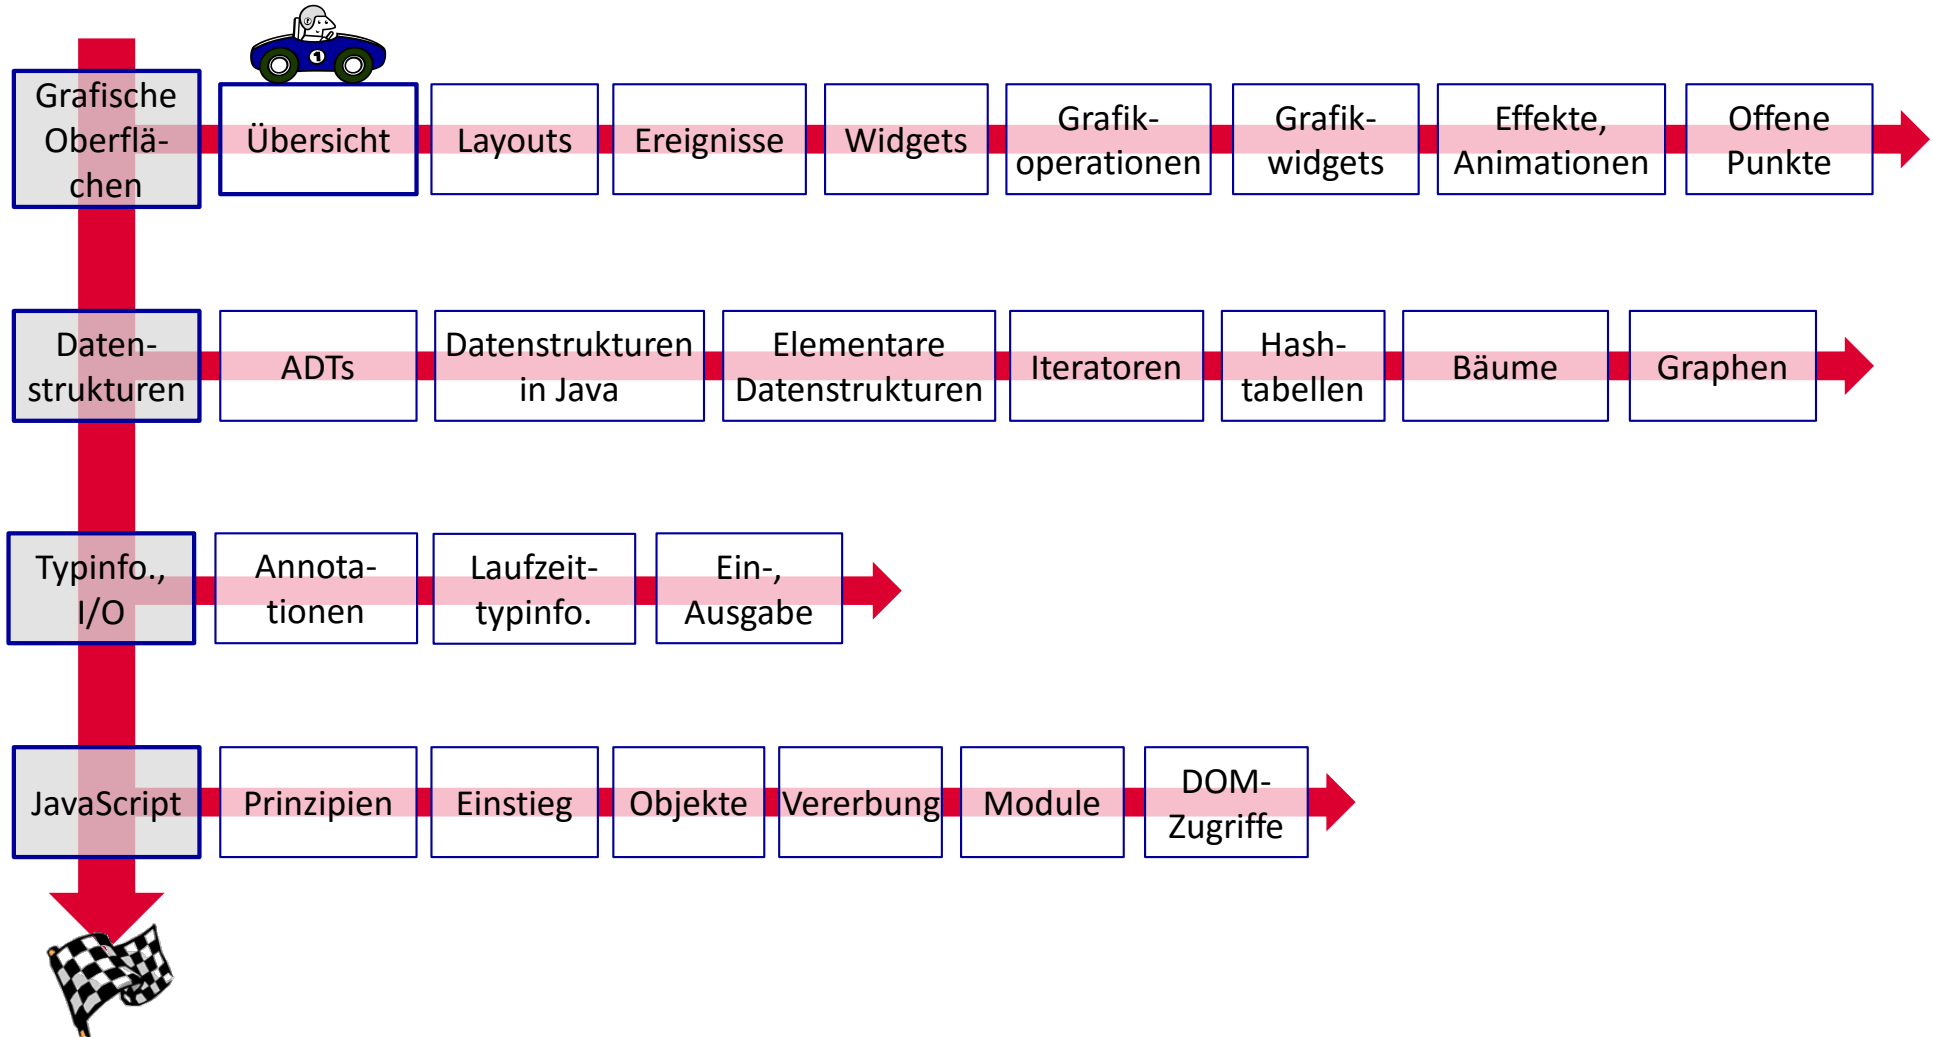 Grafische
Oberflä-
chen
Übersicht
Layouts
Ereignisse
Widgets
Grafik-
operationen
Grafik-
widgets
Effekte,
Animationen
Offene
Punkte
1
Daten-
strukturen
ADTs
Datenstrukturen
in Java
Elementare
Datenstrukturen
Iteratoren
Hash-
tabellen
Bäume
Graphen
Typinfo.,
I/O
Annota-
tionen
Laufzeit-
typinfo.
Ein-,
Ausgabe
JavaScript
Prinzipien
Einstieg
Objekte
Vererbung
Module
DOM-
Zugriffe